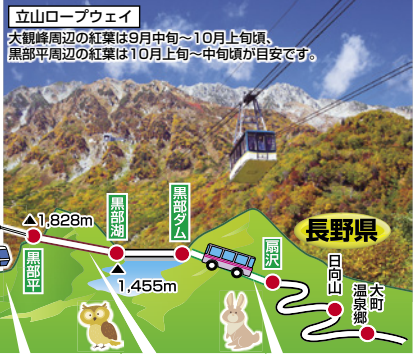 立山ロープウェイ
大観峰周辺の紅葉は9月中旬～10月上旬頃、
黒部平周辺の紅葉は10月上旬～中旬頃が目安です。
▲1,828m
黒部平
黒部湖
▲
1,455m
黒部ダム
扇沢
長野県
日向山
大町
温泉郷